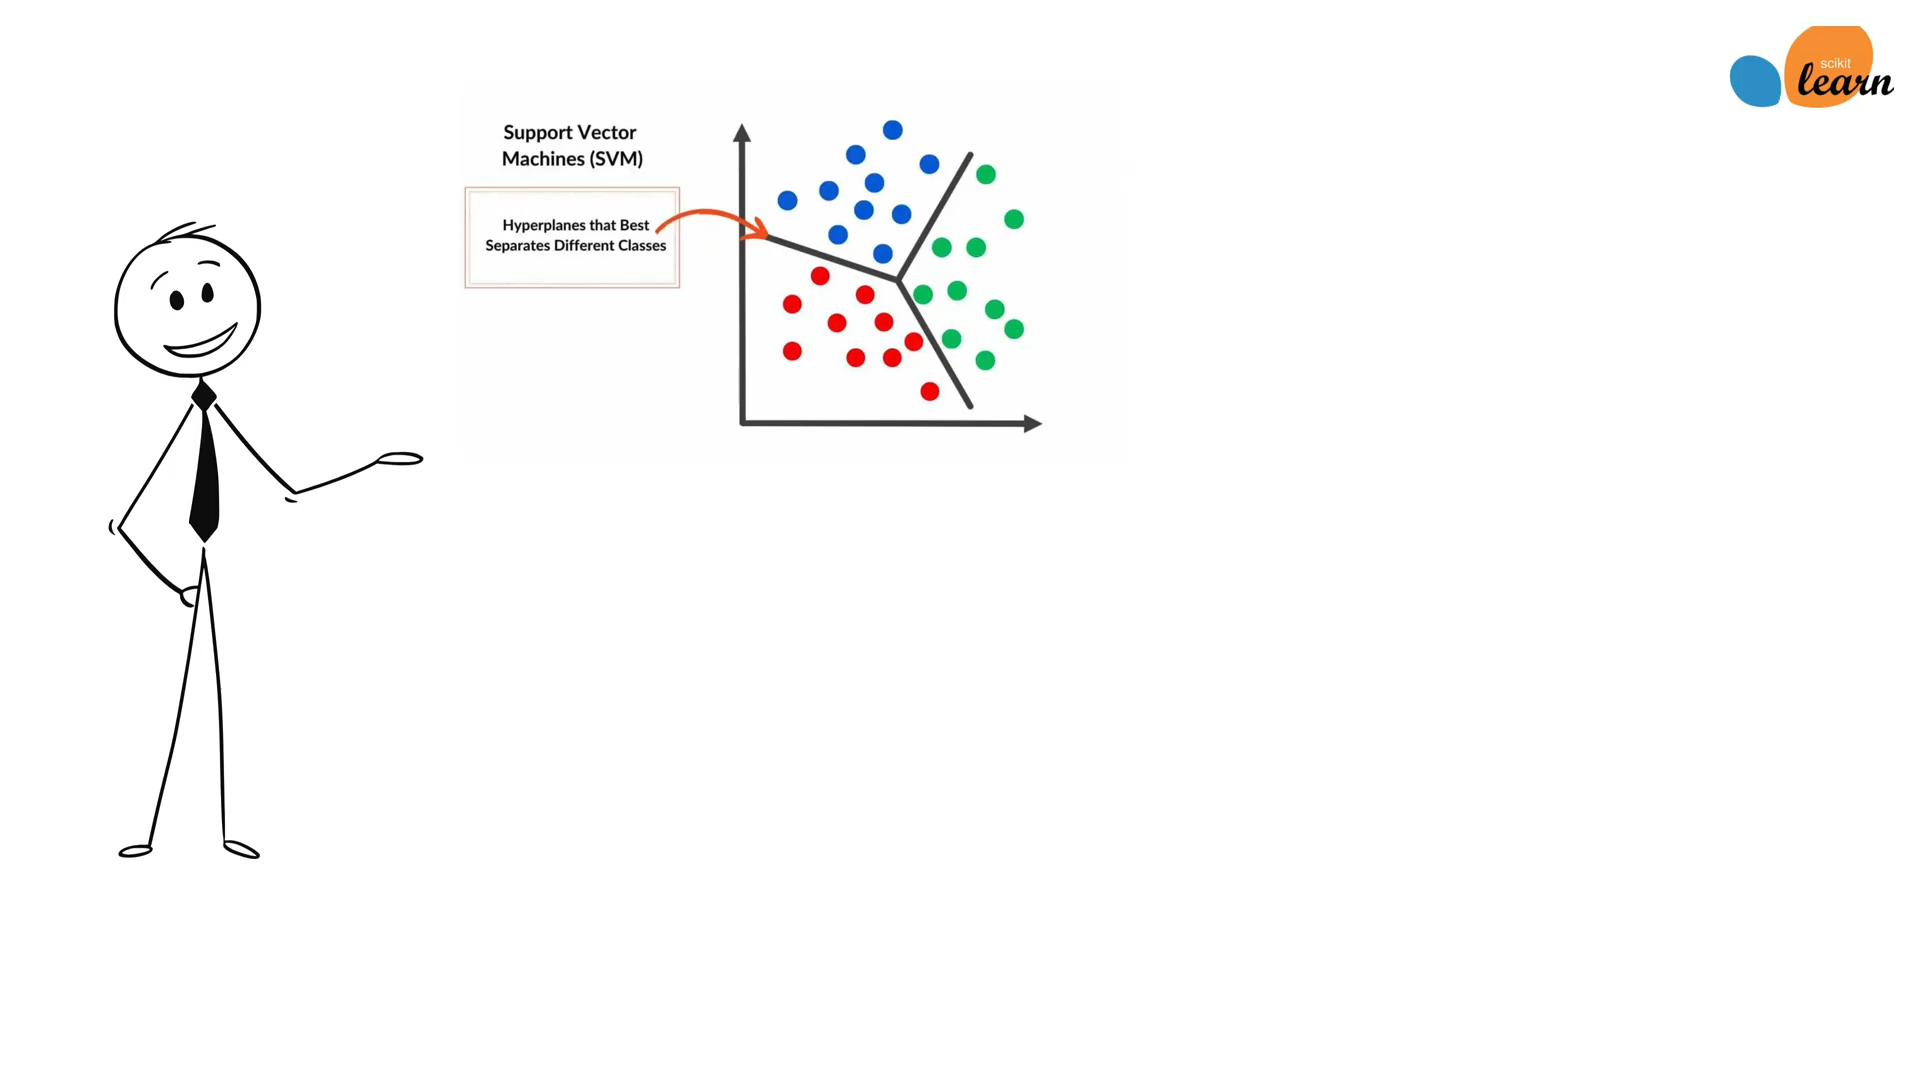 scikit
learn
Support Vector
Machines (SVM)
Hyperplanes that Best
Separates Different Classes